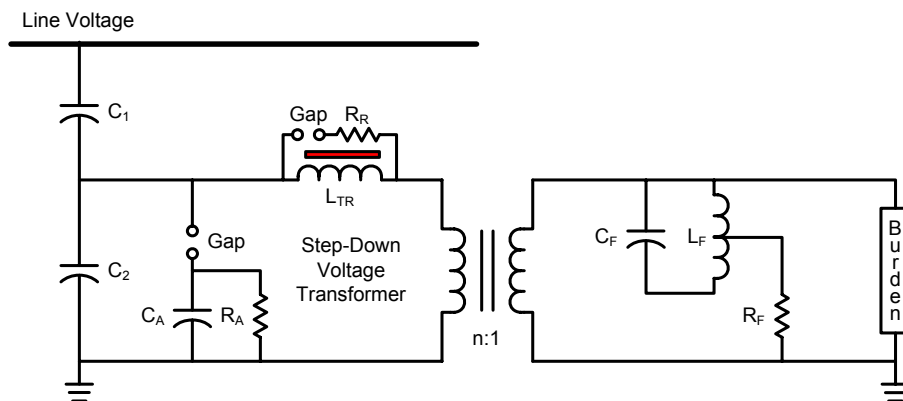 Line Voltage
C1
Gap
RR
LTR
Gap
Step-Down
Voltage
Transformer
C2
CA
RA
n:1
CF
LF
RF
Burden